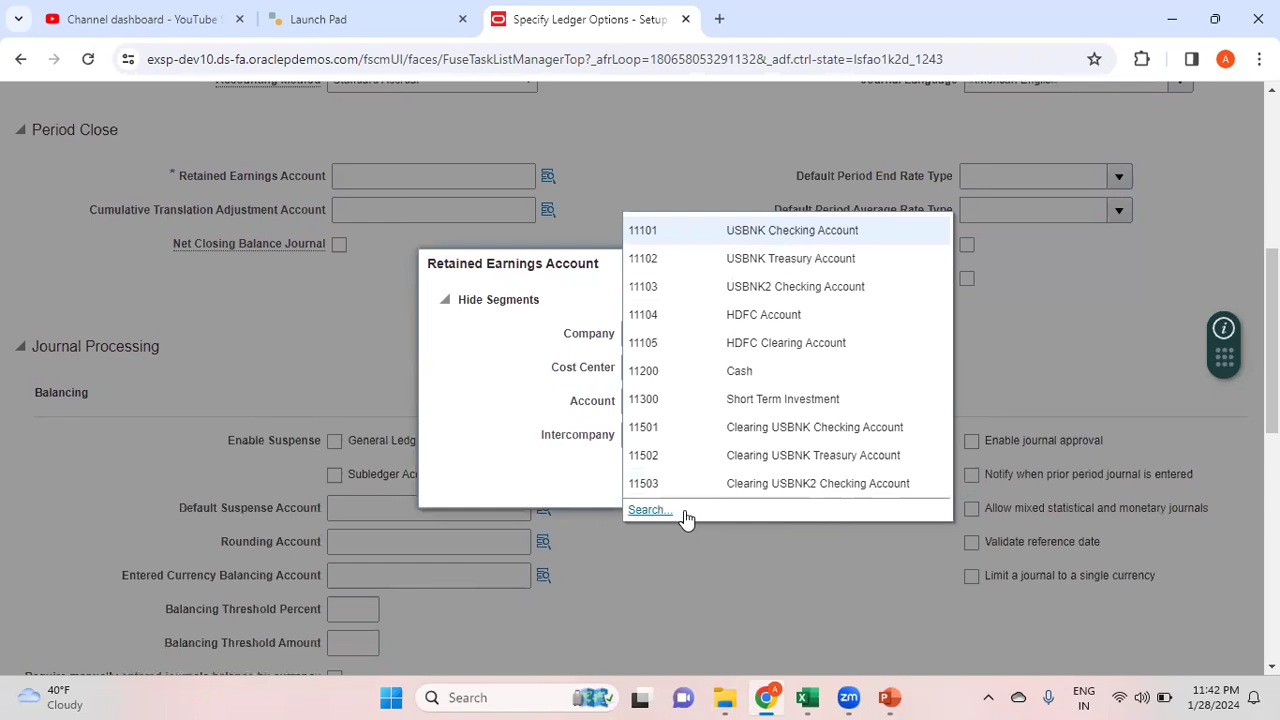 Channel dashboard - YouTube S
Launch Pad
Specify Ledger Options - Setup
exsp-dev10.ds-fa.oraclepdemos.com/fscmUI/faces/FuseTaskListManagerTop?_afrLoop=1806580532911132&_adf.ctrl-state=lsfao1k2d_1243
A
Period Close
* Retained Earnings Account
Default Period End Rate Type
Cumulative Translation Adjustment Account
Net Closing Balance Journal
Retained Earnings Account
Hide Segments
Company
Cost Center
Account
Intercompany
11101 USBNK Checking Account
11102 USBNK Treasury Account
11103 USBNK2 Checking Account
11104 HDFC Account
11105 HDFC Clearing Account
11200 Cash
11300 Short Term Investment
11501 Clearing USBNK Checking Account
11502 Clearing USBNK Treasury Account
11503 Clearing USBNK2 Checking Account
Search...
Journal Processing
Balancing
Enable Suspense
General Ledg
Enable journal approval
Subledger Acc
Notify when prior period journal is entered
Default Suspense Account
Allow mixed statistical and monetary journals
Rounding Account
Validate reference date
Entered Currency Balancing Account
Limit a journal to a single currency
Balancing Threshold Percent
Balancing Threshold Amount
40°F
Cloudy
Search
ENG
IN
11:42 PM
1/28/2024